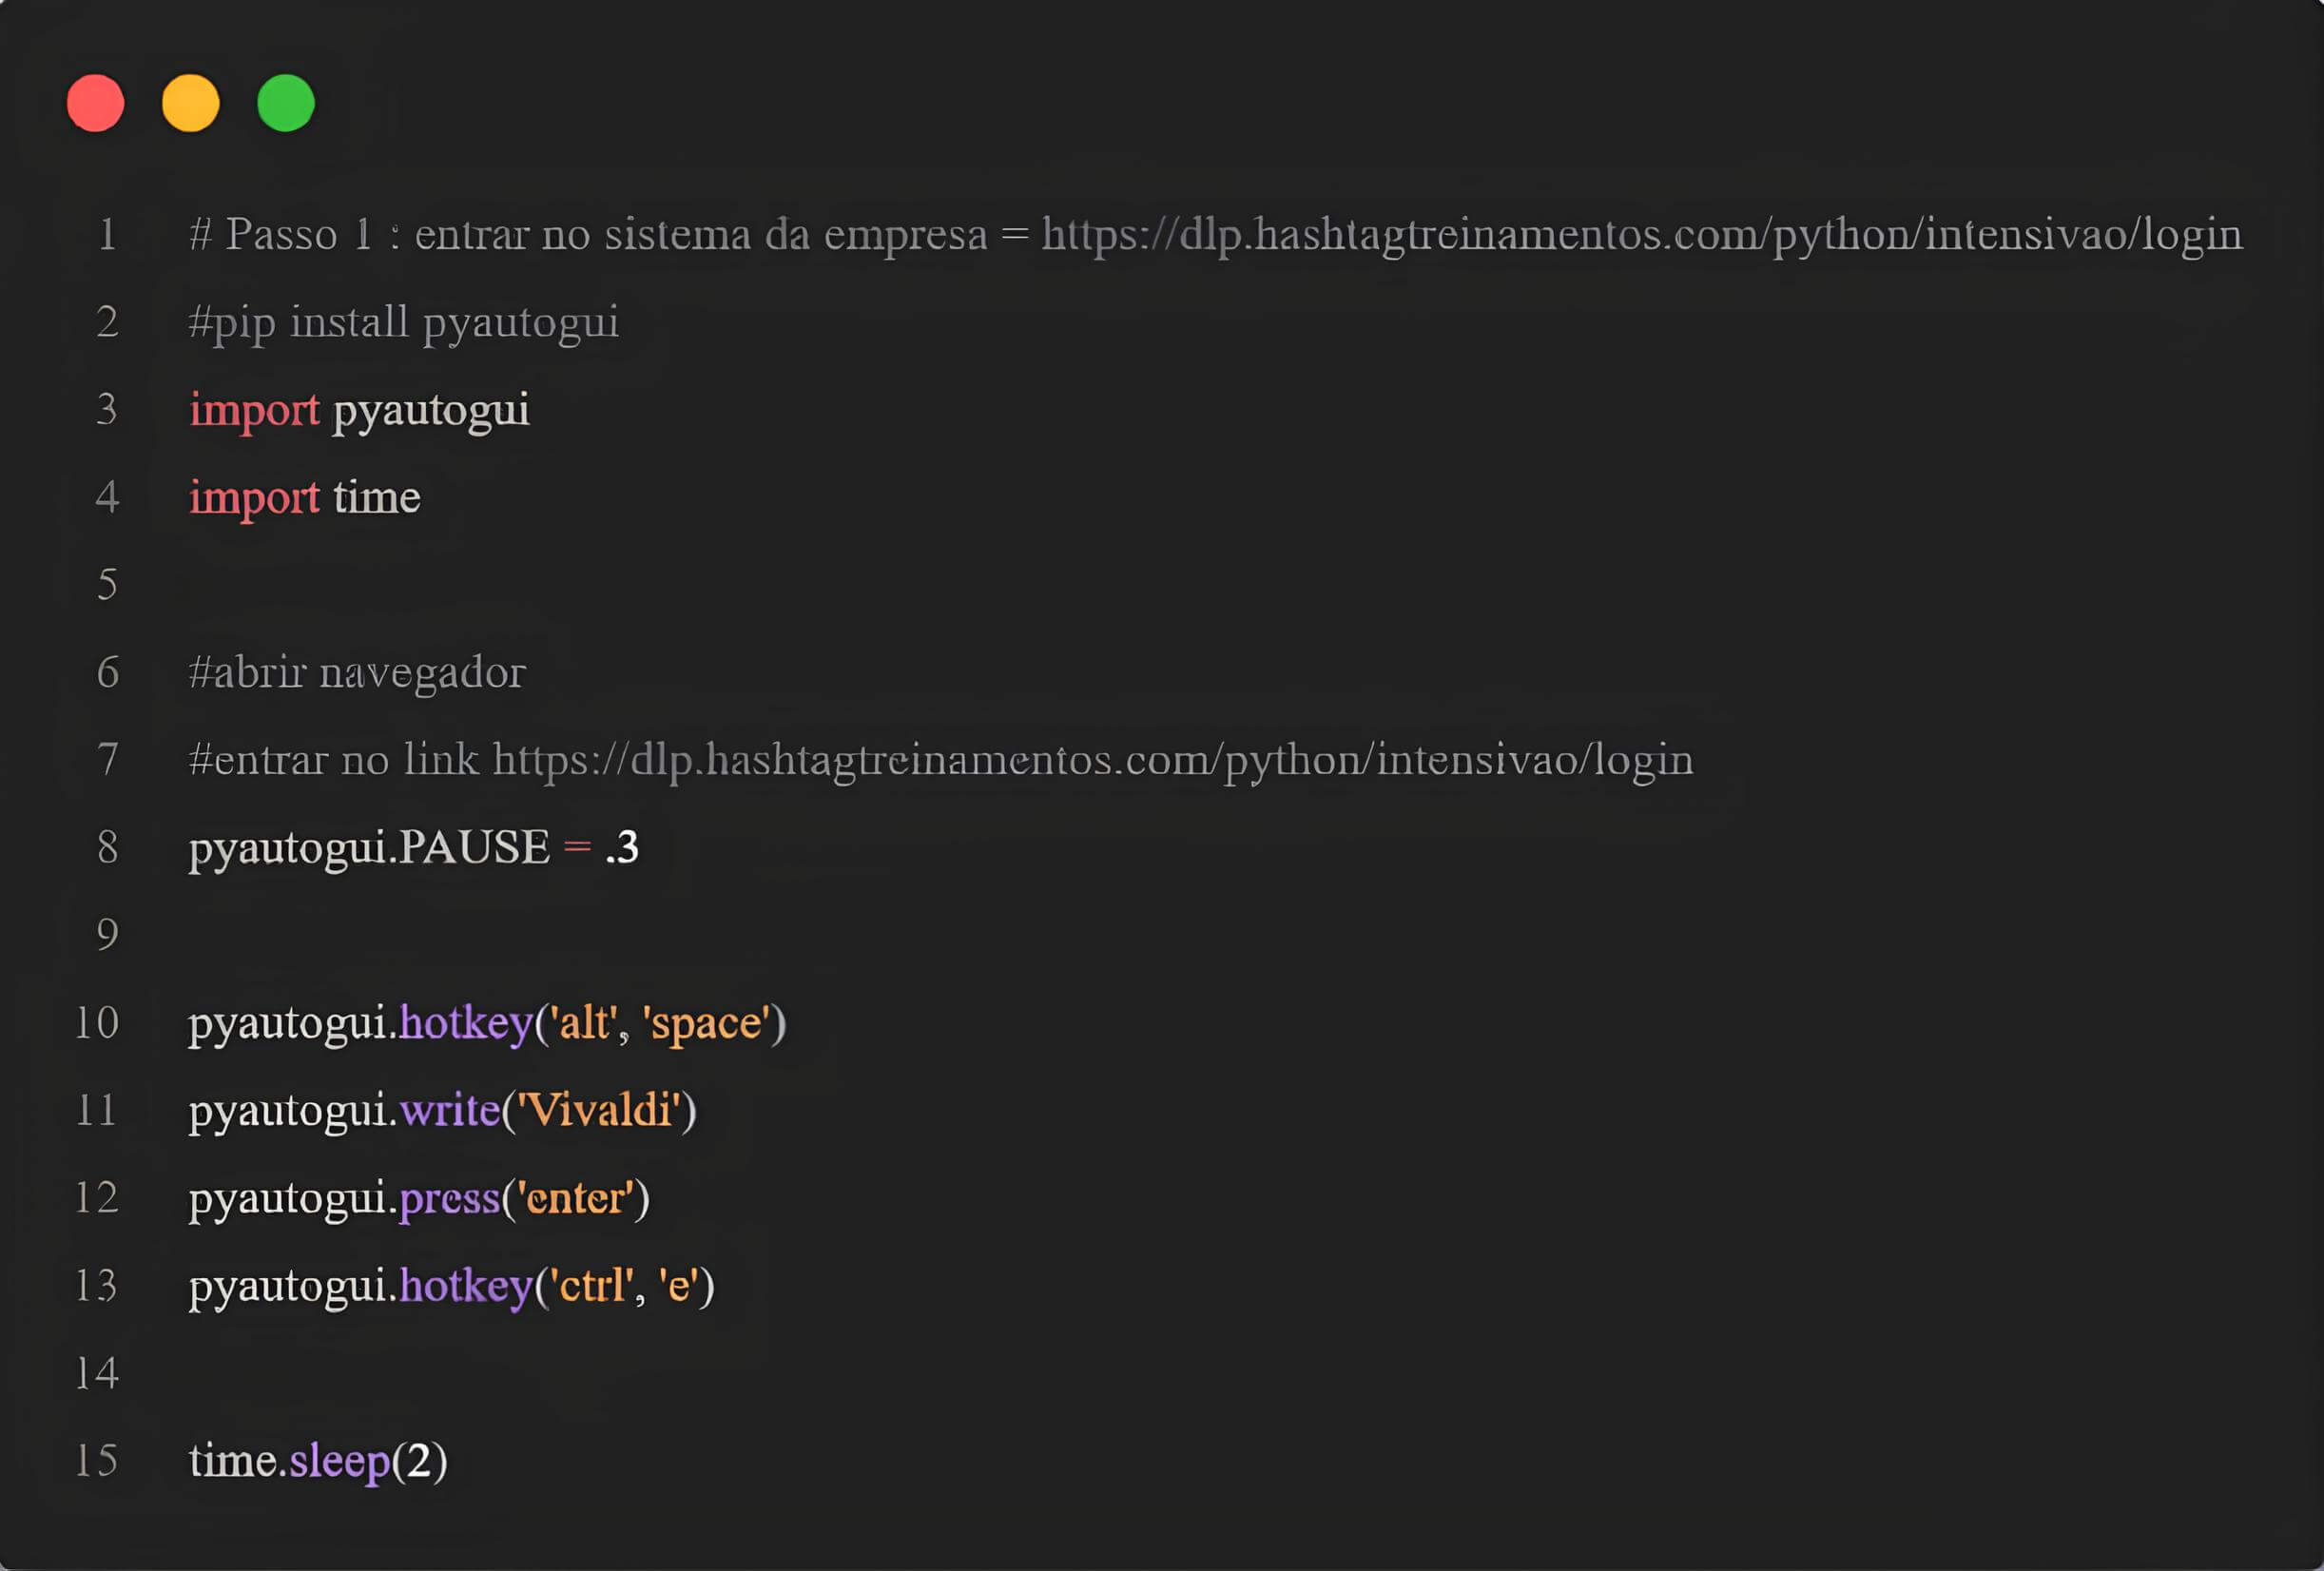 1 # Passo 1 : entrar no sistema da empresa = https://dlp.hashtagtreinamentos.com/python/intensivao/login
2 #pip install pyautogui
3 import pyautogui
4 import time
5
6 #abrir navegador
7 #entrar no link https://dlp.hashtagtreinamentos.com/python/intensivao/login
8 pyautogui.PAUSE = .3
9
10 pyautogui.hotkey('alt', 'space')
11 pyautogui.write('Vivaldi')
12 pyautogui.press('enter')
13 pyautogui.hotkey('ctrl', 'e')
14
15 time.sleep(2)